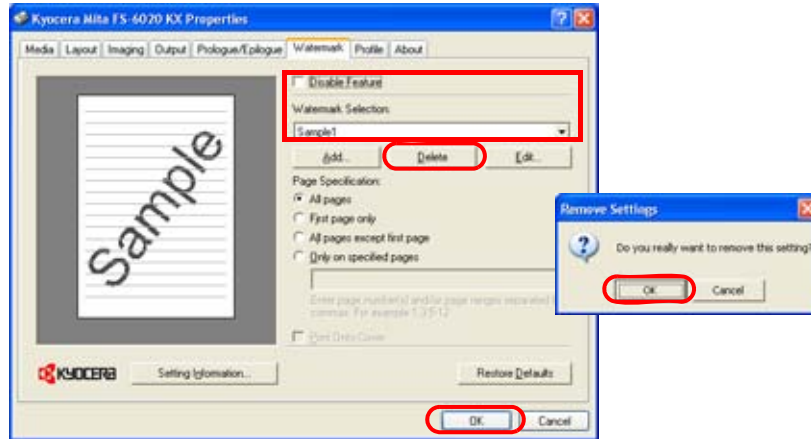 Kyocera Mita FS-6020 KX Properties
Media Layout Imaging Output Prologue/Epilogue Watermark Profile About
Disable Feature
Watermark Selection:
Sample1
Add... Delete Edit...
Page Specification:
All pages
First page only
All pages except first page
Only on specified pages
Enter page number(s) and/or page ranges separated
commas. For example 1,3,5-12
Print Onto Cover
Sample
KYOCERA Setting Information... Restore Defaults
OK Cancel
Remove Settings
Do you really want to remove this setting?
OK Cancel